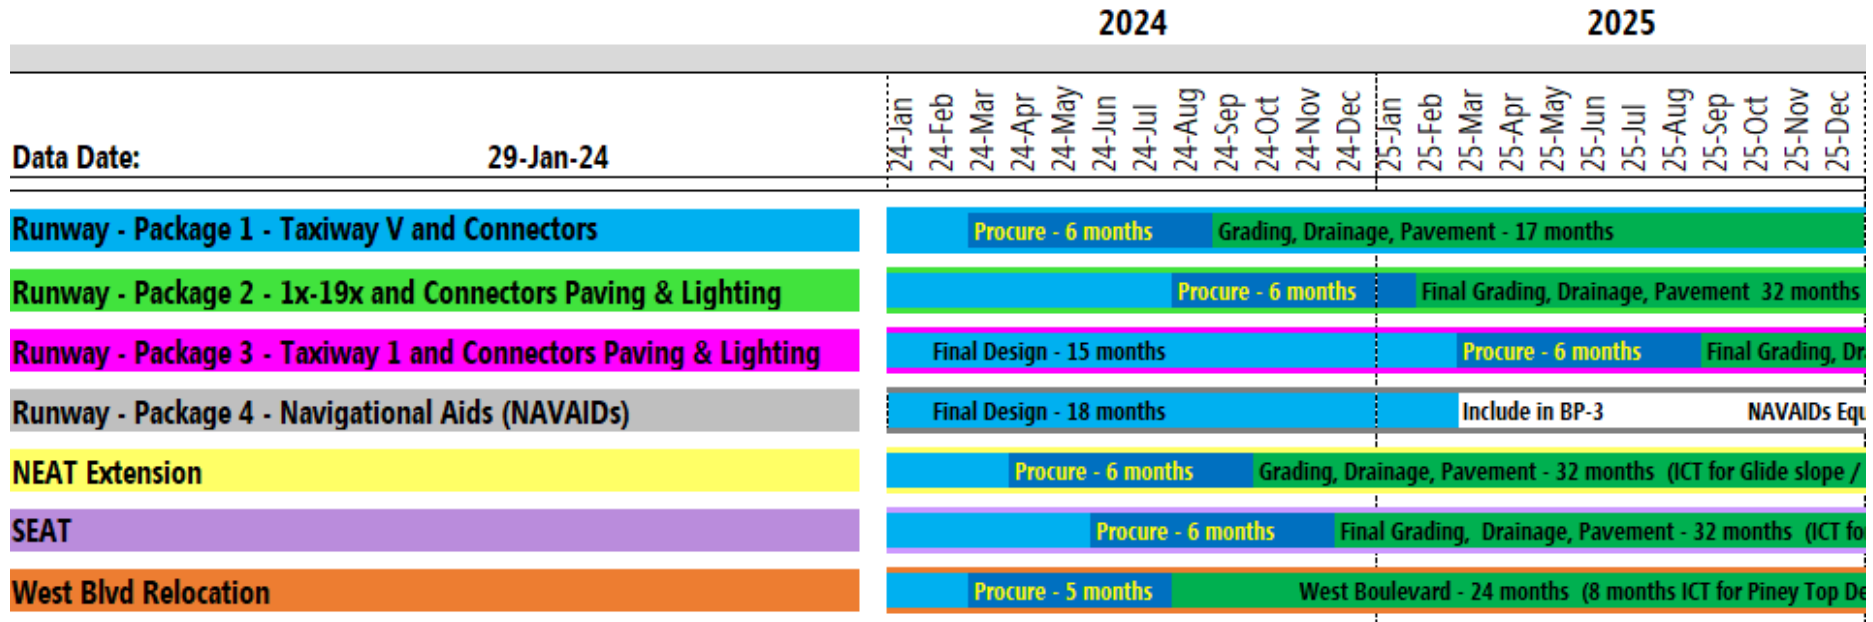 2024 2025
24-Jan 24-Feb 24-Mar 24-Apr 24-May 24-Jun 24-Jul 24-Aug 24-Sep 24-Oct 24-Nov 24-Dec 25-Jan 25-Feb 25-Mar 25-Apr 25-May 25-Jun 25-Jul 25-Aug 25-Sep 25-Oct 25-Nov 25-Dec
Data Date: 29-Jan-24
Runway - Package 1 - Taxiway V and Connectors Procure - 6 months Grading, Drainage, Pavement - 17 months
Runway - Package 2 - 1x-19x and Connectors Paving & Lighting Procure - 6 months Final Grading, Drainage, Pavement 32 months
Runway - Package 3 - Taxiway 1 and Connectors Paving & Lighting Final Design - 15 months Procure - 6 months Final Grading, Dra
Runway - Package 4 - Navigational Aids (NAVAIDs) Final Design - 18 months Include in BP-3 NAVAIDs Equ
NEAT Extension Procure - 6 months Grading, Drainage, Pavement - 32 months (ICT for Glide slope /
SEAT Procure - 6 months Final Grading, Drainage, Pavement - 32 months (ICT fo
West Blvd Relocation Procure - 5 months West Boulevard - 24 months (8 months ICT for Piney Top De